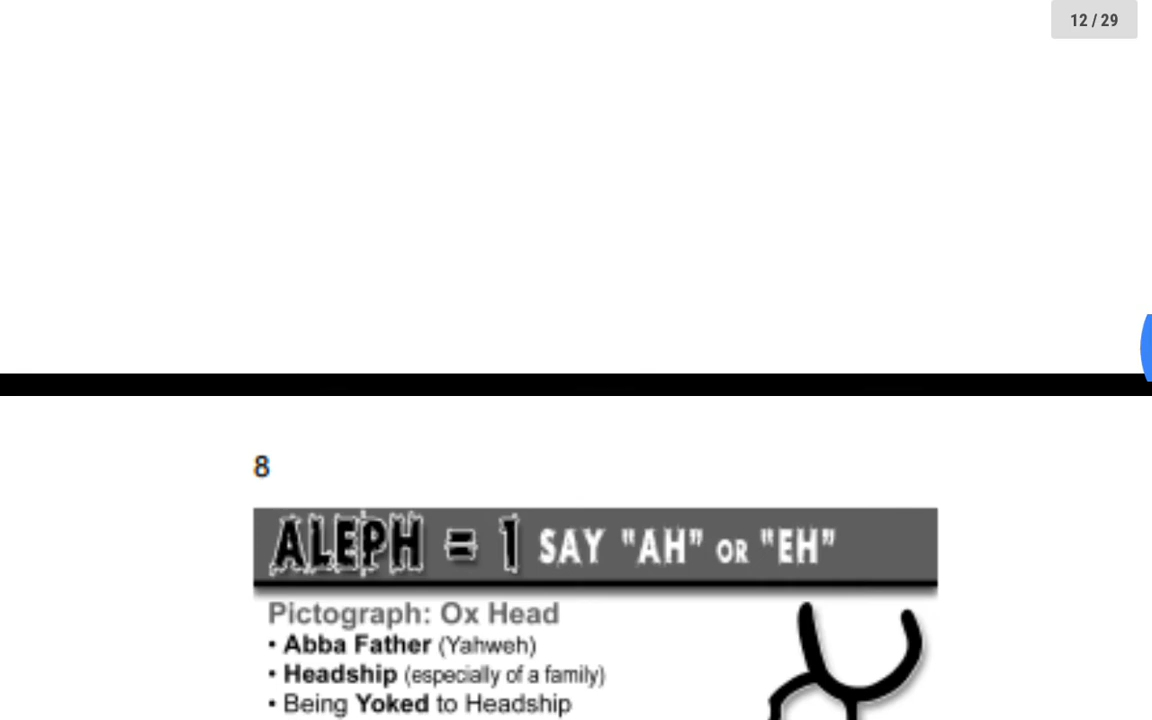 12 / 29
8
ALEPH = 1 SAY "AH" OR "EH"
Pictograph: Ox Head
• Abba Father (Yahweh)
• Headship (especially of a family)
• Being Yoked to Headship